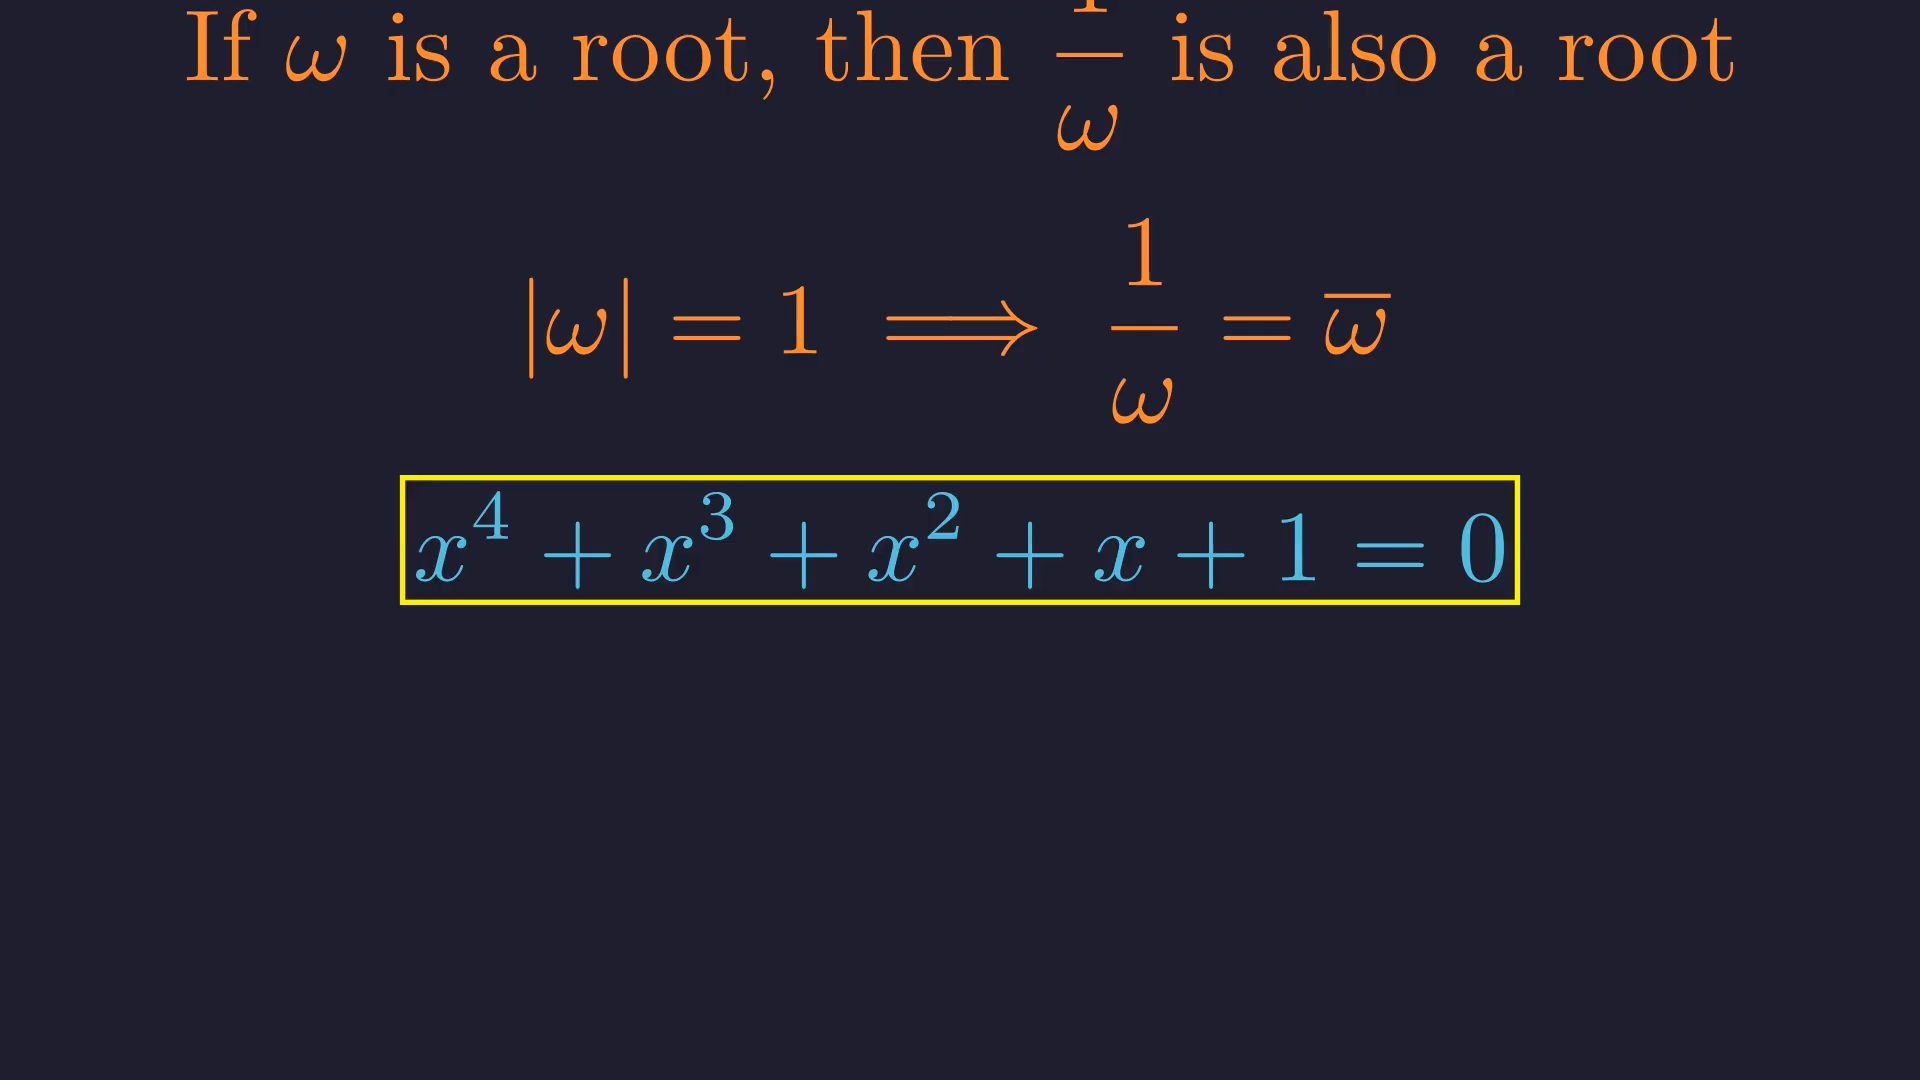 If ω is a root, then 1/ω is also a root
|ω| = 1 ⟹ 1/ω = ω̅
x⁴ + x³ + x² + x + 1 = 0